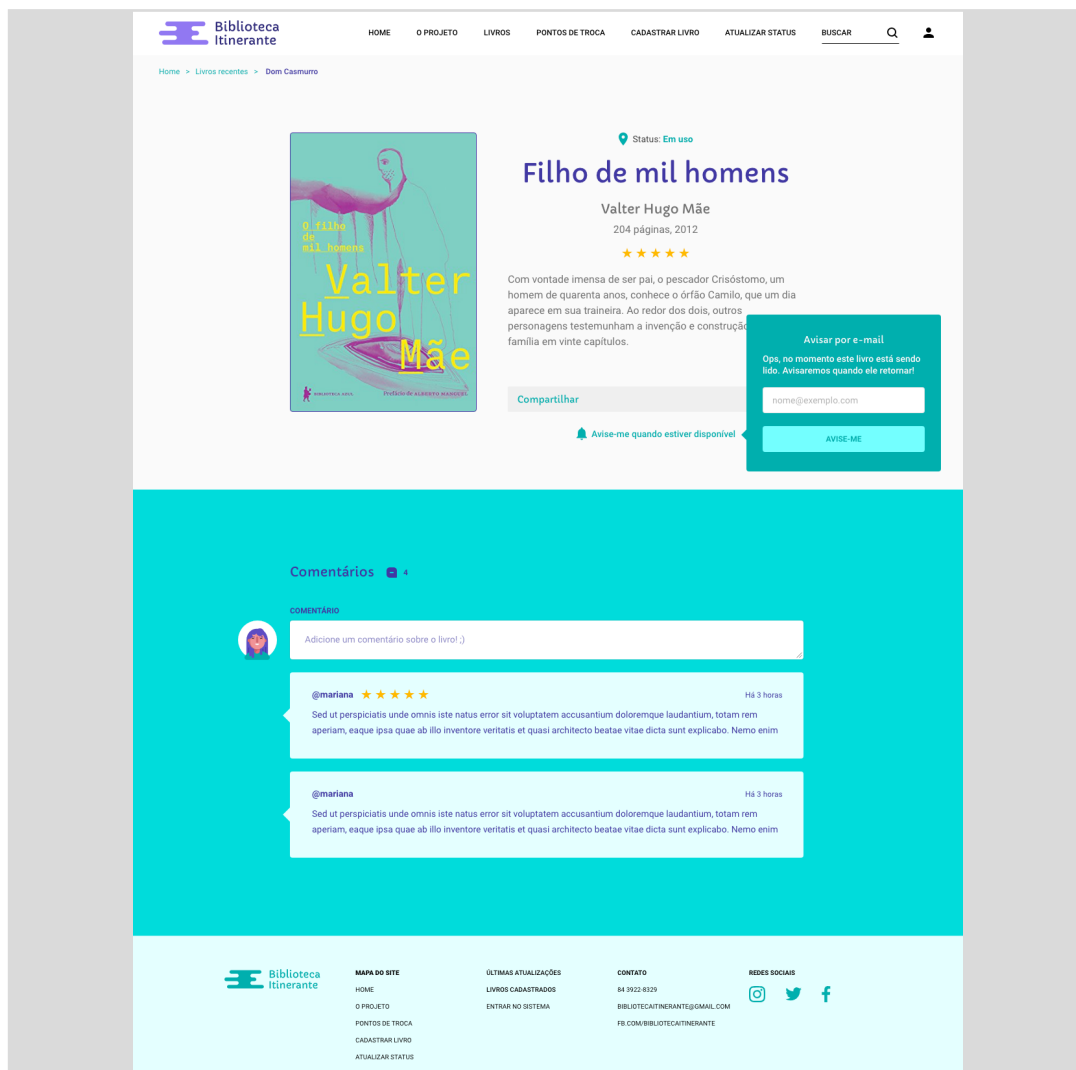 Biblioteca
Itinerante
HOME
O PROJETO
LIVROS
PONTOS DE TROCA
CADASTRAR LIVRO
ATUALIZAR STATUS
BUSCAR
Home > Livros recentes > Dom Casmurro
O filho
de
mil homens
Valter
Hugo
Mãe
BIBLIOTECA AZUL
Prefácio de ALBERTO MANGUEL
Status: Em uso
Filho de mil homens
Valter Hugo Mãe
204 páginas, 2012
Com vontade imensa de ser pai, o pescador Crisóstomo, um
homem de quarenta anos, conhece o órfão Camilo, que um dia
aparece em sua traineira. Ao redor dos dois, outros
personagens testemunham a invenção e construçã
família em vinte capítulos.
Compartilhar
Avise-me quando estiver disponível
Avisar por e-mail
Ops, no momento este livro está sendo
lido. Avisaremos quando ele retornar!
nome@exemplo.com
AVISE-ME
Comentários 4
COMENTÁRIO
Adicione um comentário sobre o livro! ;)
@mariana
Há 3 horas
Sed ut perspiciatis unde omnis iste natus error sit voluptatem accusantium doloremque laudantium, totam rem
aperiam, eaque ipsa quae ab illo inventore veritatis et quasi architecto beatae vitae dicta sunt explicabo. Nemo enim
@mariana
Há 3 horas
Sed ut perspiciatis unde omnis iste natus error sit voluptatem accusantium doloremque laudantium, totam rem
aperiam, eaque ipsa quae ab illo inventore veritatis et quasi architecto beatae vitae dicta sunt explicabo. Nemo enim
Biblioteca
Itinerante
MAPA DO SITE
HOME
O PROJETO
PONTOS DE TROCA
CADASTRAR LIVRO
ATUALIZAR STATUS
ÚLTIMAS ATUALIZAÇÕES
LIVROS CADASTRADOS
ENTRAR NO SISTEMA
CONTATO
84 3922-8329
BIBLIOTECAITINERANTE@GMAIL.COM
FB.COM/BIBLIOTECAITINERANTE
REDES SOCIAIS